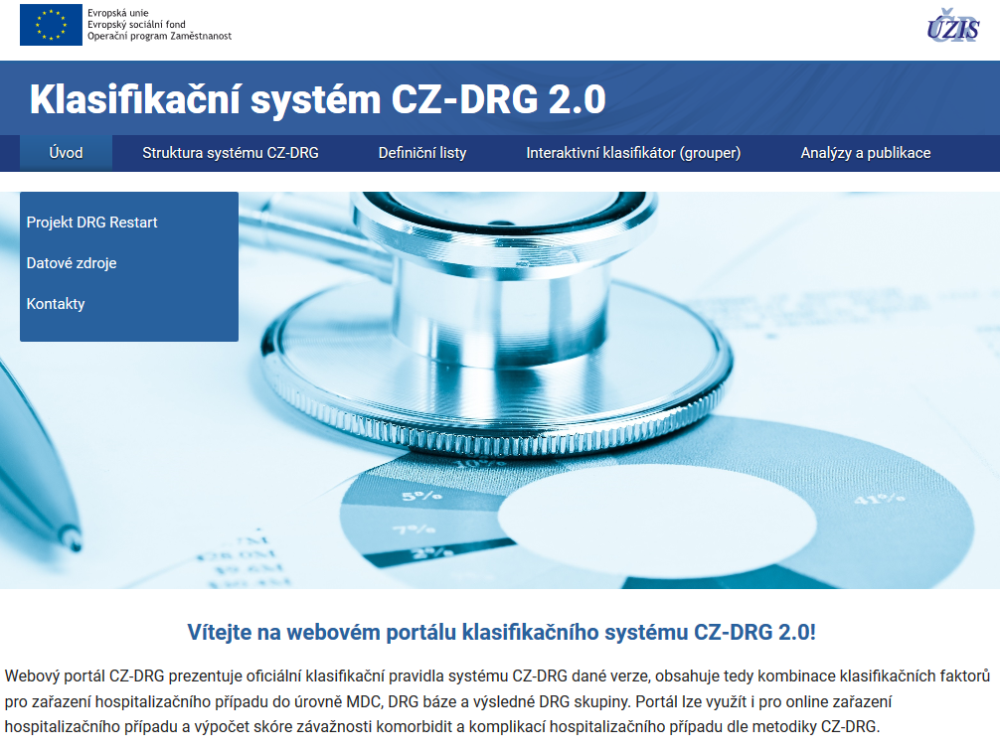 Evropská unie
Evropský sociální fond
Operační program Zaměstnanost
ÚZIS
ČR
Klasifikační systém CZ-DRG 2.0
Úvod
Struktura systému CZ-DRG
Definiční listy
Interaktivní klasifikátor (grouper)
Analýzy a publikace
Projekt DRG Restart
Datové zdroje
Kontakty
10%
5%
7%
2%
41%
Vítejte na webovém portálu klasifikačního systému CZ-DRG 2.0!
Webový portál CZ-DRG prezentuje oficiální klasifikační pravidla systému CZ-DRG dané verze, obsahuje tedy kombinace klasifikačních faktorů
pro zařazení hospitalizačního případu do úrovně MDC, DRG báze a výsledné DRG skupiny. Portál lze využít i pro online zařazení
hospitalizačního případu a výpočet skóre závažnosti komorbidit a komplikací hospitalizačního případu dle metodiky CZ-DRG.